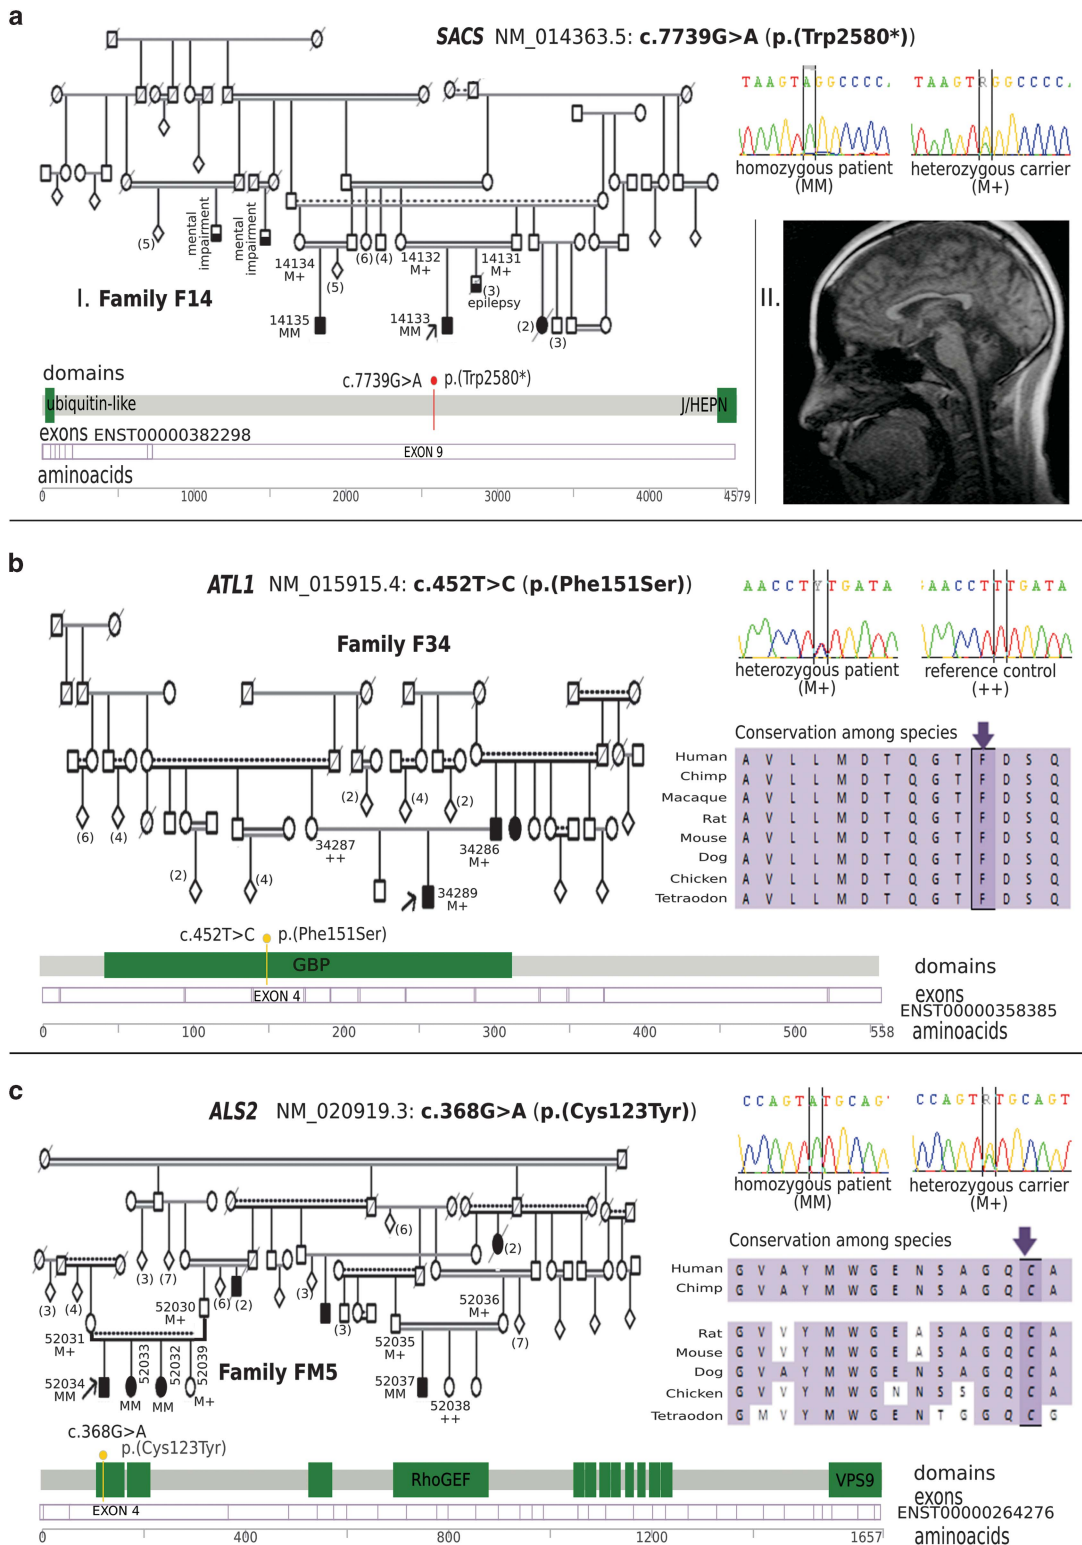 a
SACS NM_014363.5: c.7739G>A (p.(Trp2580*))
TAAGTAGGCCCC
TAAGTRGGCCCC
homozygous patient
(MM)
heterozygous carrier
(M+)
mental
impairment
mental
impairment
(5)
14134
M+
(5)
(6)
(4)
14132
M+
14131
M+
(3)
epilepsy
I. Family F14
II.
14135
MM
14133
MM
(2)
(3)
domains
c.7739G>A
p.(Trp2580*)
ubiquitin-like
J/HEPN
exons ENST00000382298
EXON 9
aminoacids
0 1000 2000 3000 4000 4579
b
ATL1 NM_015915.4: c.452T>C (p.(Phe151Ser))
Family F34
AACCTYTGATA
AACCTTTGATA
heterozygous patient
(M+)
reference control
(++)
Conservation among species
Human A V L L M D T Q G T F D S Q
Chimp A V L L M D T Q G T F D S Q
Macaque A V L L M D T Q G T F D S Q
Rat A V L L M D T Q G T F D S Q
Mouse A V L L M D T Q G T F D S Q
Dog A V L L M D T Q G T F D S Q
Chicken A V L L M D T Q G T F D S Q
Tetraodon A V L L M D T Q G T F D S Q
(2)
(4)
(2)
(6)
(4)
34287
++
34286
M+
(2)
(4)
34289
M+
c.452T>C
p.(Phe151Ser)
GBP
domains
EXON 4
exons
ENST00000358385
0 100 200 300 400 500 558
aminoacids
c
ALS2 NM_020919.3: c.368G>A (p.(Cys123Tyr))
CCAGTATGCAG
CCAGTRTGCAGT
homozygous patient
(MM)
heterozygous carrier
(M+)
Conservation among species
Human G V A Y M W G E N S A G Q C A
Chimp G V A Y M W G E N S A G Q C A
Rat G V V Y M W G E A S A G Q C A
Mouse G V V Y M W G E A S A G Q C A
Dog G V A Y M W G E N S A G Q C A
Chicken G V V Y M W G N N S S G Q C A
Tetraodon G M V Y M W G E N T G G Q C G
(6)
(2)
(3)
(7)
(3)
(4)
(6)
(2)
(3)
(3)
(7)
52030
M+
52031
M+
52036
M+
52035
M+
52033
52032
52039
Family FM5
52034
MM
MM
MM
M+
52037
MM
52038
++
c.368G>A
p.(Cys123Tyr)
RhoGEF
VPS9
domains
EXON 4
exons
ENST00000264276
0 400 800 1200 1657
aminoacids